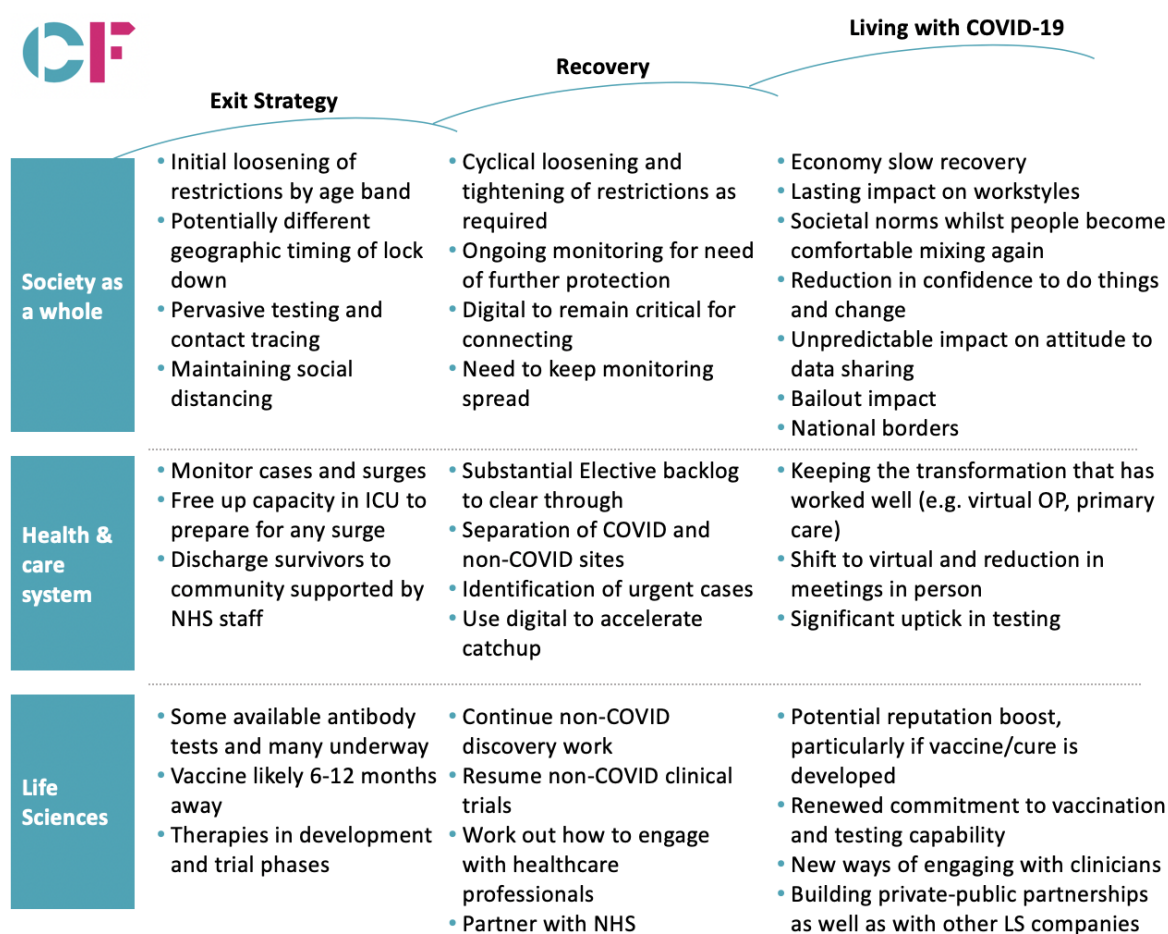 CF
Living with COVID-19
Recovery
Exit Strategy
Society as
a whole
• Initial loosening of
restrictions by age band
• Potentially different
geographic timing of lock
down
• Pervasive testing and
contact tracing
• Maintaining social
distancing
• Cyclical loosening and
tightening of restrictions as
required
• Ongoing monitoring for need
of further protection
• Digital to remain critical for
connecting
• Need to keep monitoring
spread
• Economy slow recovery
• Lasting impact on workstyles
• Societal norms whilst people become
comfortable mixing again
• Reduction in confidence to do things
and change
• Unpredictable impact on attitude to
data sharing
• Bailout impact
• National borders
Health &
care
system
• Monitor cases and surges
• Free up capacity in ICU to
prepare for any surge
• Discharge survivors to
community supported by
NHS staff
• Substantial Elective backlog
to clear through
• Separation of COVID and
non-COVID sites
• Identification of urgent cases
• Use digital to accelerate
catchup
• Keeping the transformation that has
worked well (e.g. virtual OP, primary
care)
• Shift to virtual and reduction in
meetings in person
• Significant uptick in testing
Life
Sciences
• Some available antibody
tests and many underway
• Vaccine likely 6-12 months
away
• Therapies in development
and trial phases
• Continue non-COVID
discovery work
• Resume non-COVID clinical
trials
• Work out how to engage
with healthcare
professionals
• Partner with NHS
• Potential reputation boost,
particularly if vaccine/cure is
developed
• Renewed commitment to vaccination
and testing capability
• New ways of engaging with clinicians
• Building private-public partnerships
as well as with other LS companies